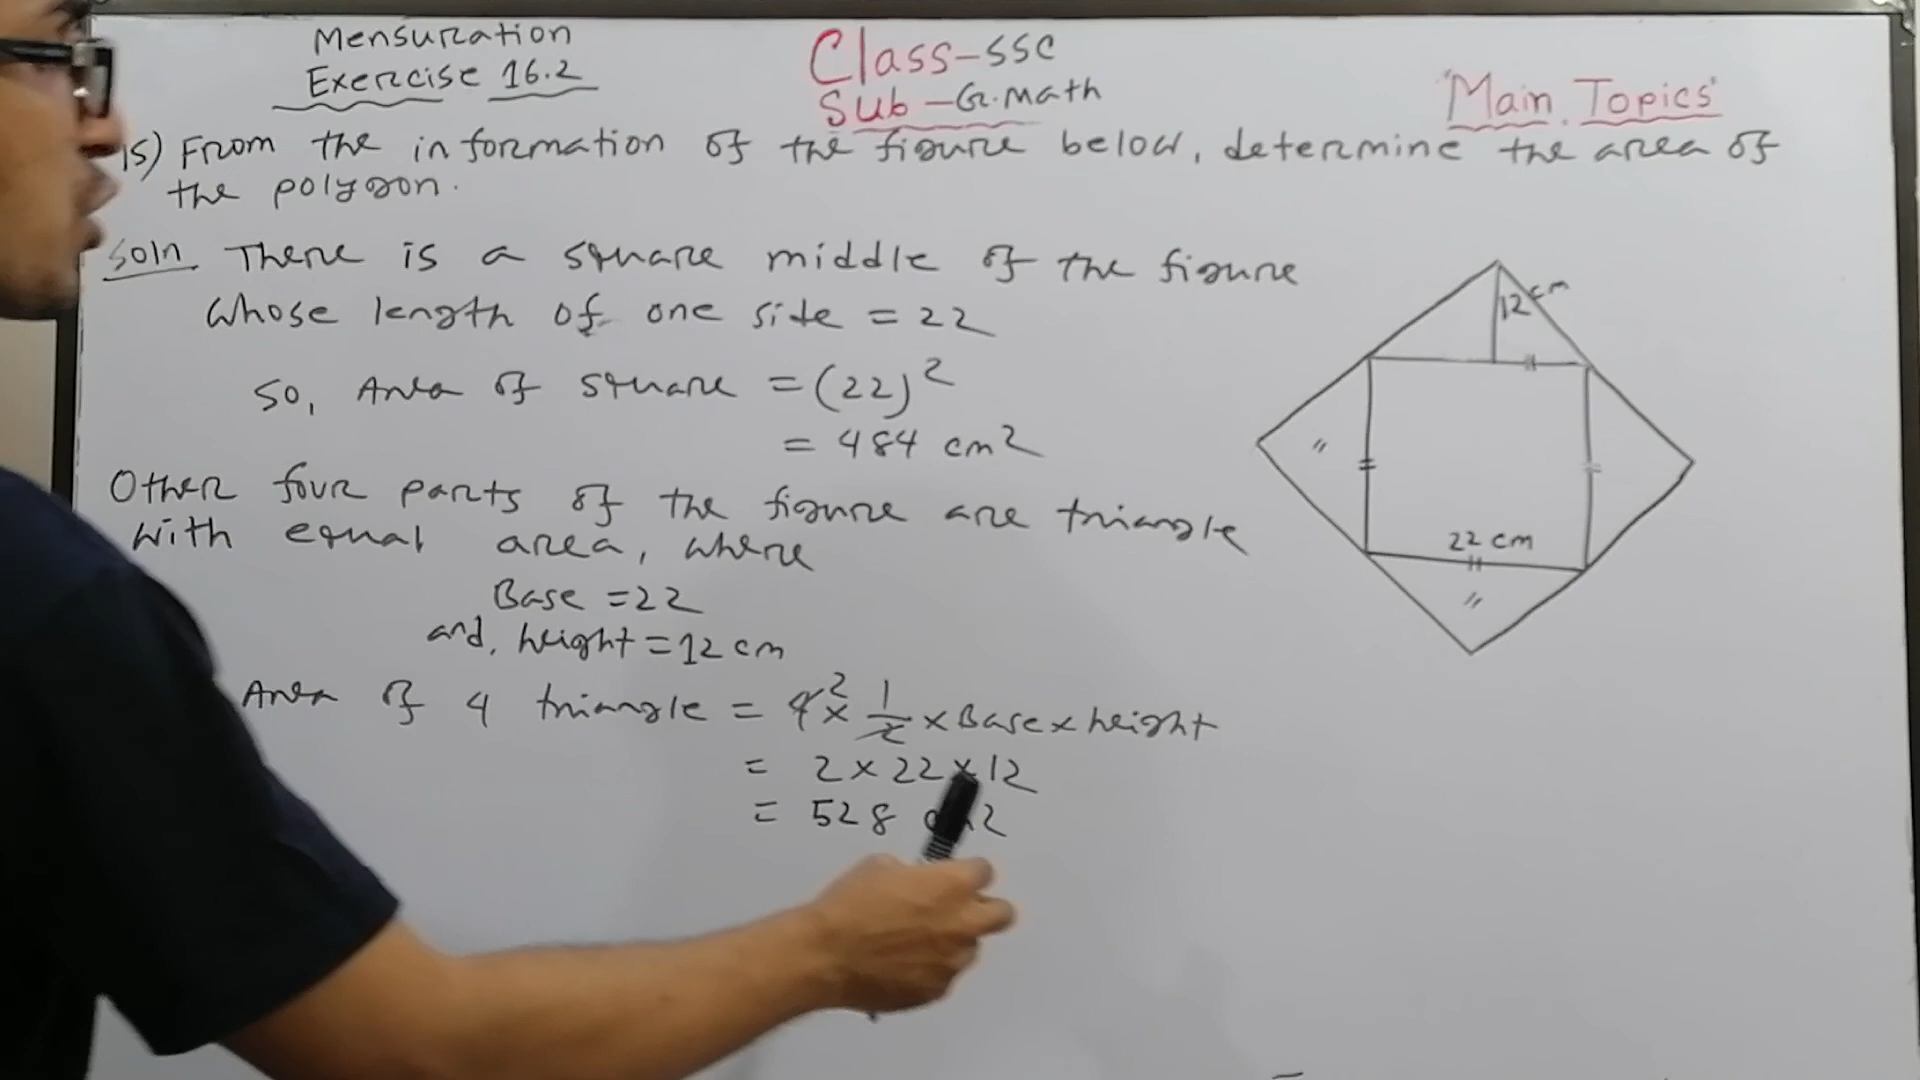 Mensuration
Exercise 16.2
Class-SSC
Sub-G.Math
"Main Topics"
15) From the information of the figure below, determine the area of
the polygon.
Soln. There is a square middle of the figure
whose length of one side = 22
So, Area of square = (22)²
= 484 cm²
Other four parts of the figure are triangle
with equal area, where
Base = 22
and, height = 12 cm
Area of 4 triangle = 4² × 1/2 × Base × height
= 2 × 22 × 12
= 528 cm²
12 cm
22 cm